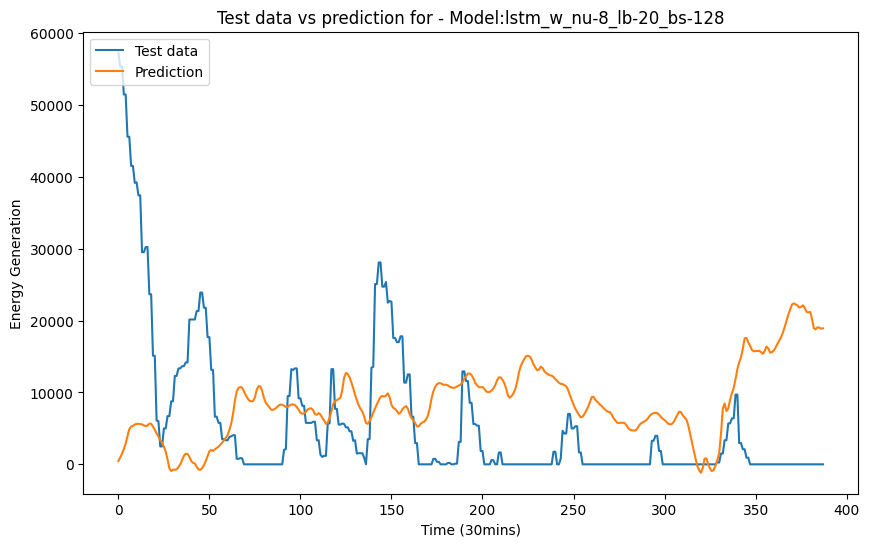 Test data vs prediction for - Model:lstm_w_nu-8_lb-20_bs-128
Test data
Prediction
Energy Generation
60000
50000
40000
30000
20000
10000
0
0 50 100 150 200 250 300 350 400
Time (30mins)